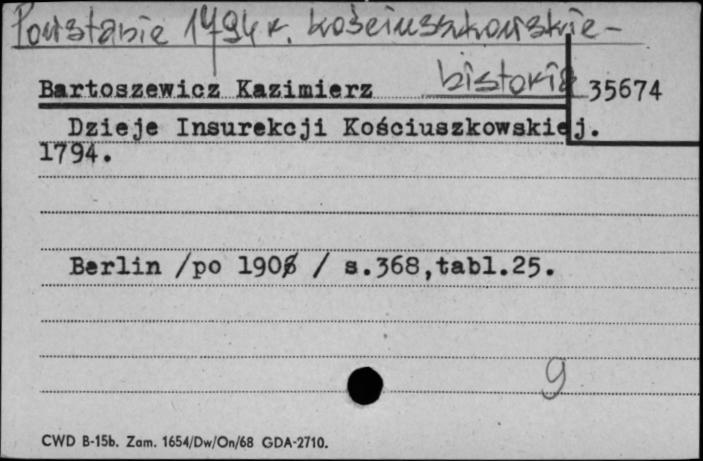 Powstanie 1794 r. kościuszkowskie -
historia
Bartoszewicz Kazimierz 35674
Dzieje Insurekcji Kościuszkowskiej.
1794.
Berlin /po 1908 / s.368,tabl.25.
9
CWD B-15b. Zam. 1654/Dw/On/68 GDA-2710.